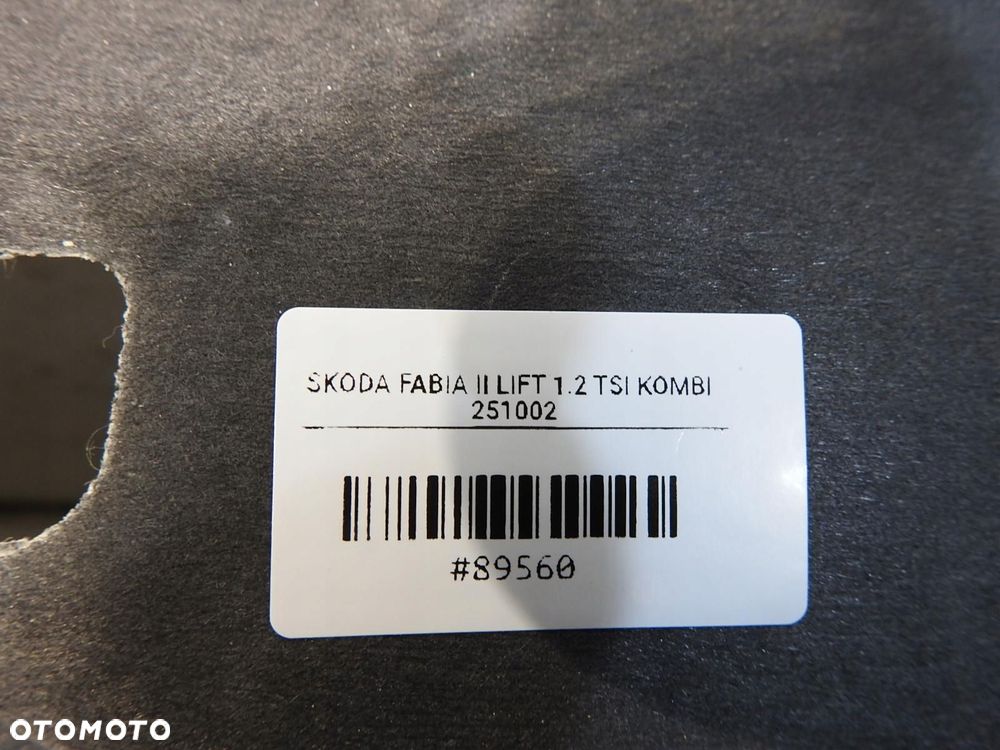 SKODA FABIA II LIFT 1.2 TSI KOMBI
251002
#89560
OTOMOTO